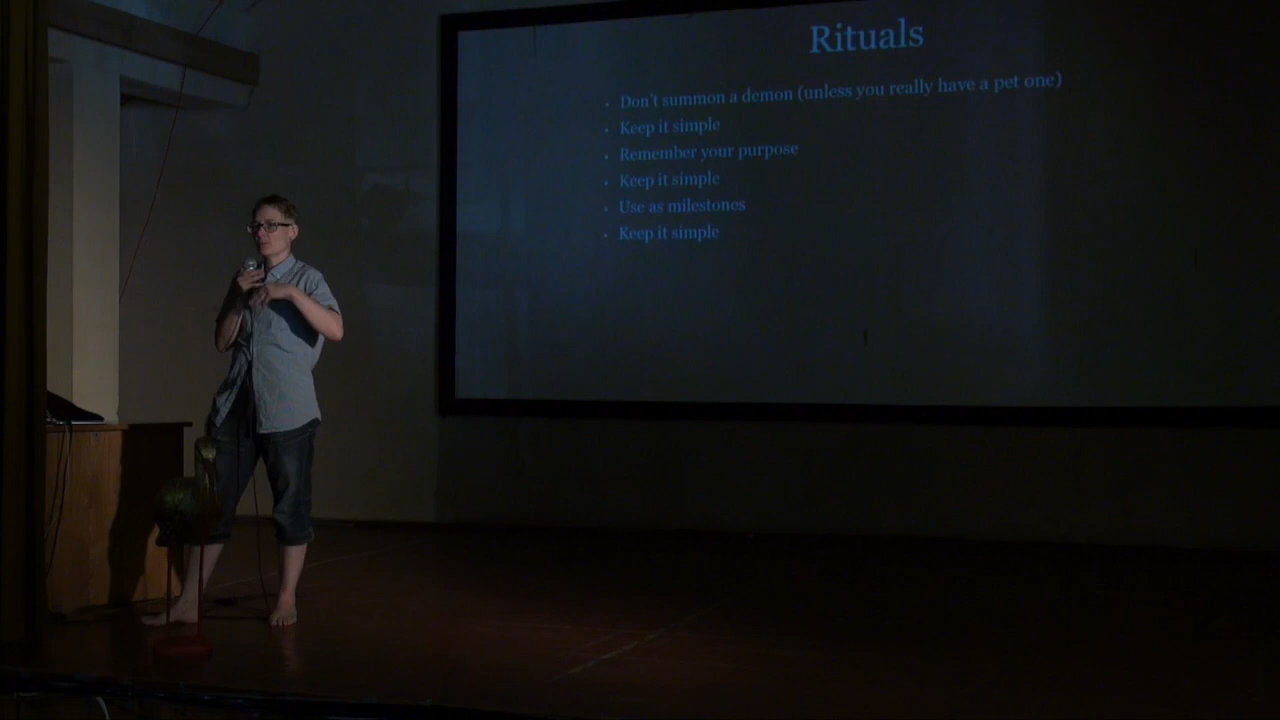 Rituals
Don't summon a demon (unless you really have a pet one)
Keep it simple
Remember your purpose
Keep it simple
Use as milestones
Keep it simple